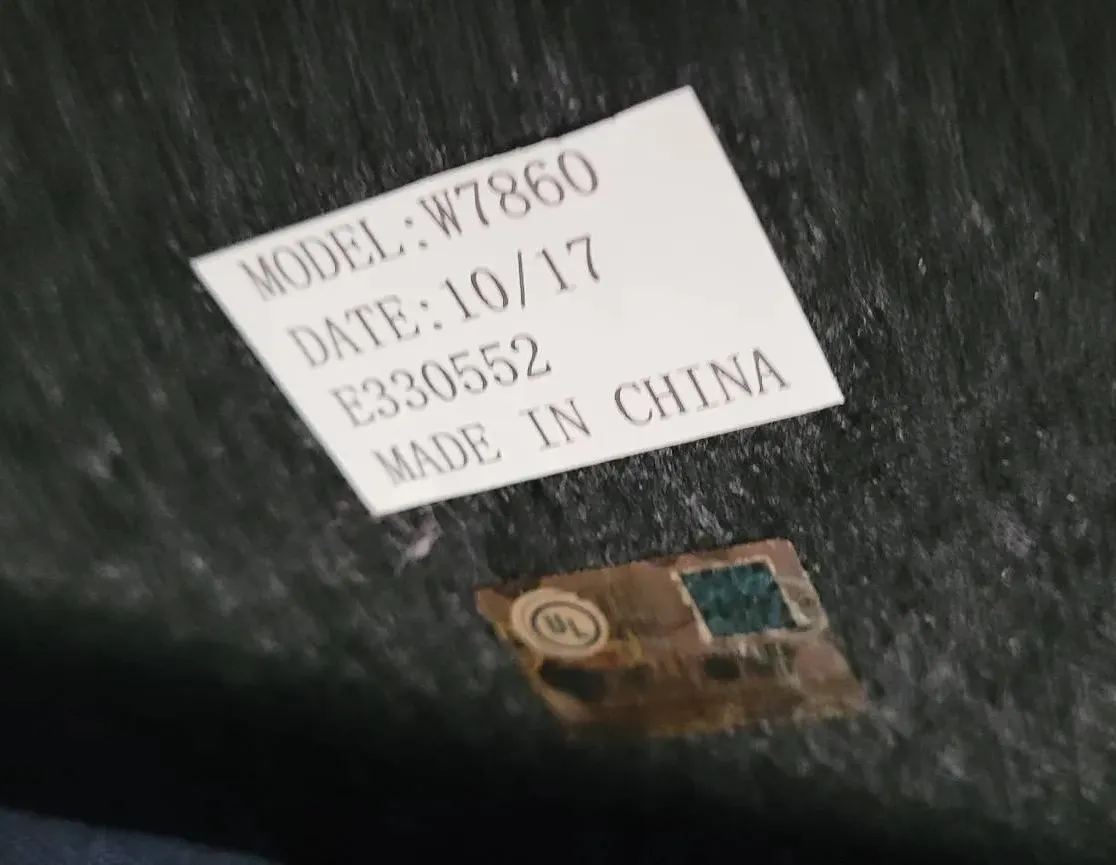 MODEL:W7860
DATE:10/17
E330552
MADE IN CHINA
UL